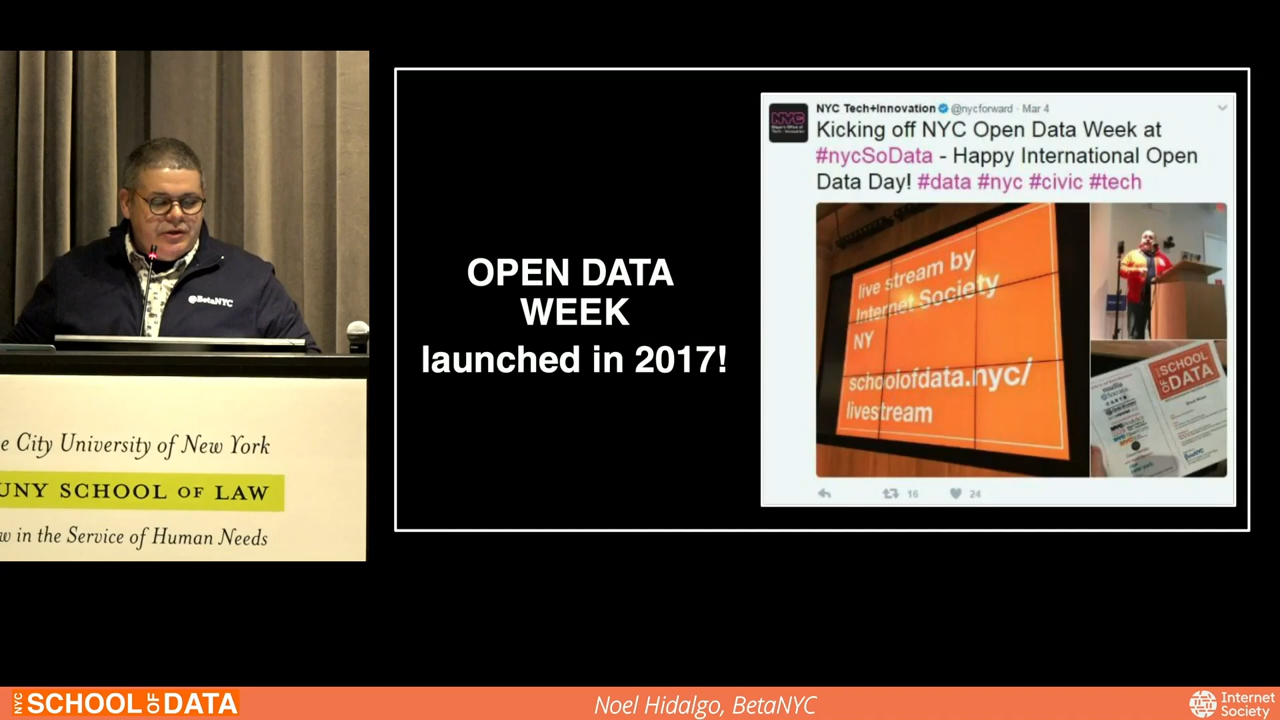 @BetaNYC
e City University of New York
UNY SCHOOL OF LAW
w in the Service of Human Needs
OPEN DATA
WEEK
launched in 2017!
NYC Tech+Innovation @nycforward · Mar 4
Kicking off NYC Open Data Week at
#nycSoData - Happy International Open
Data Day! #data #nyc #civic #tech
NYC
live stream by
Internet Society
NY
schoolofdata.nyc/
livestream
SCHOOL
OF DATA
16
24
NYC SCHOOL OF DATA
Noel Hidalgo, BetaNYC
Internet
Society